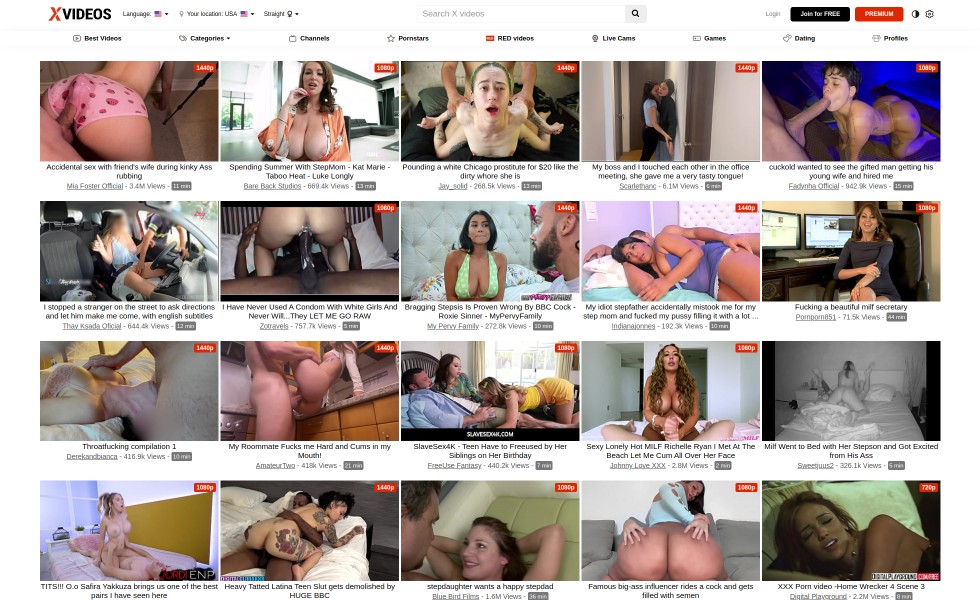 XVIDEOS
Language:
Your location: USA
Straight
Search X videos
Login
Join for FREE
PREMIUM
Best Videos
Categories
Channels
Pornstars
RED videos
Live Cams
Games
Dating
Profiles
1440p
1080p
1440p
1440p
1080p
Accidental sex with friend's wife during kinky Ass
rubbing
Mia Foster Official - 3.4M Views - 11 min
Spending Summer With StepMom - Kat Marie -
Taboo Heat - Luke Longly
Bare Back Studios - 669.4k Views - 13 min
Pounding a white Chicago prostitute for $20 like the
dirty whore she is
Jay_solid - 268.5k Views - 13 min
My boss and I touched each other in the office
meeting, she gave me a very tasty tongue!
Scarlethanc - 6.1M Views - 6 min
cuckold wanted to see the gifted man getting his
young wife and hired me
Fadynha Official - 942.9k Views - 15 min
1080p
1440p
1440p
1080p
I stopped a stranger on the street to ask directions
and let him make me come, with english subtitles
Thay Ksada Oficial - 644.4k Views - 12 min
I Have Never Used A Condom With White Girls And
Never Will...They LET ME GO RAW
Zotravels - 757.7k Views - 5 min
Bragging Stepsis Is Proven Wrong By BBC Cock -
Roxie Sinner - MyPervyFamily
My Pervy Family - 272.8k Views - 10 min
My idiot stepfather accidentally mistook me for my
step mom and fucked my pussy filling it with a lot ...
Indianajonnes - 192.3k Views - 10 min
Fucking a beautiful milf secretary
Pornporn851 - 71.5k Views - 44 min
1440p
1440p
1080p
SLAVESEX4K.COM
1080p
Throatfucking compilation 1
Derekandbianca - 416.9k Views - 10 min
My Roommate Fucks me Hard and Cums in my
Mouth!
AmateurTwo - 418k Views - 21 min
SlaveSex4K - Teen Have to Freeused by Her
Siblings on Her Birthday
FreeUse Fantasy - 440.2k Views - 7 min
Sexy Lonely Hot MILF Richelle Ryan I Met At The
Beach Let Me Cum All Over Her Face
Johnny Love XXX - 2.8M Views - 2 min
Milf Went to Bed with Her Stepson and Got Excited
from His Ass
Sweetjuus2 - 326.1k Views - 5 min
1080p
1440p
1080p
1080p
720p
DIGITALPLAYGROUND.COM/FREE
TITS!!! O.o Safira Yakkuza brings us one of the best
pairs I have seen here
Heavy Tatted Latina Teen Slut gets demolished by
HUGE BBC
stepdaughter wants a happy stepdad
Blue Bird Films - 1.6M Views - 36 min
Famous big-ass influencer rides a cock and gets
filled with semen
XXX Porn video -Home Wrecker 4 Scene 3
Digital Playground - 2.2M Views - 8 min